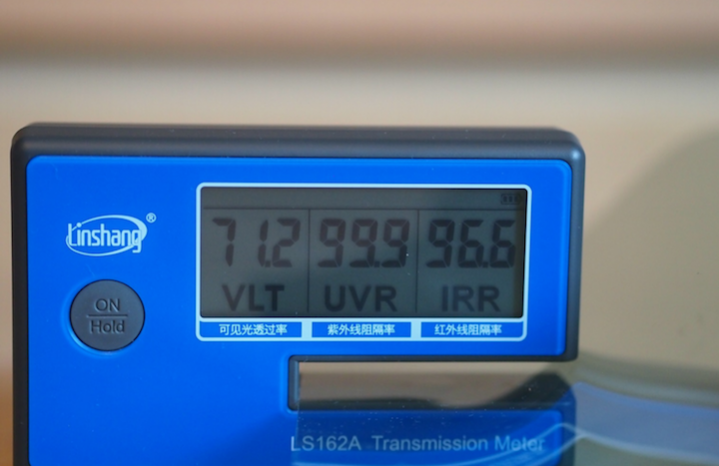 Linshang®
ON
Hold
71.2 99.9 96.6
VLT UVR IRR
可见光透过率 紫外线阻隔率 红外线阻隔率
LS162A Transmission Meter